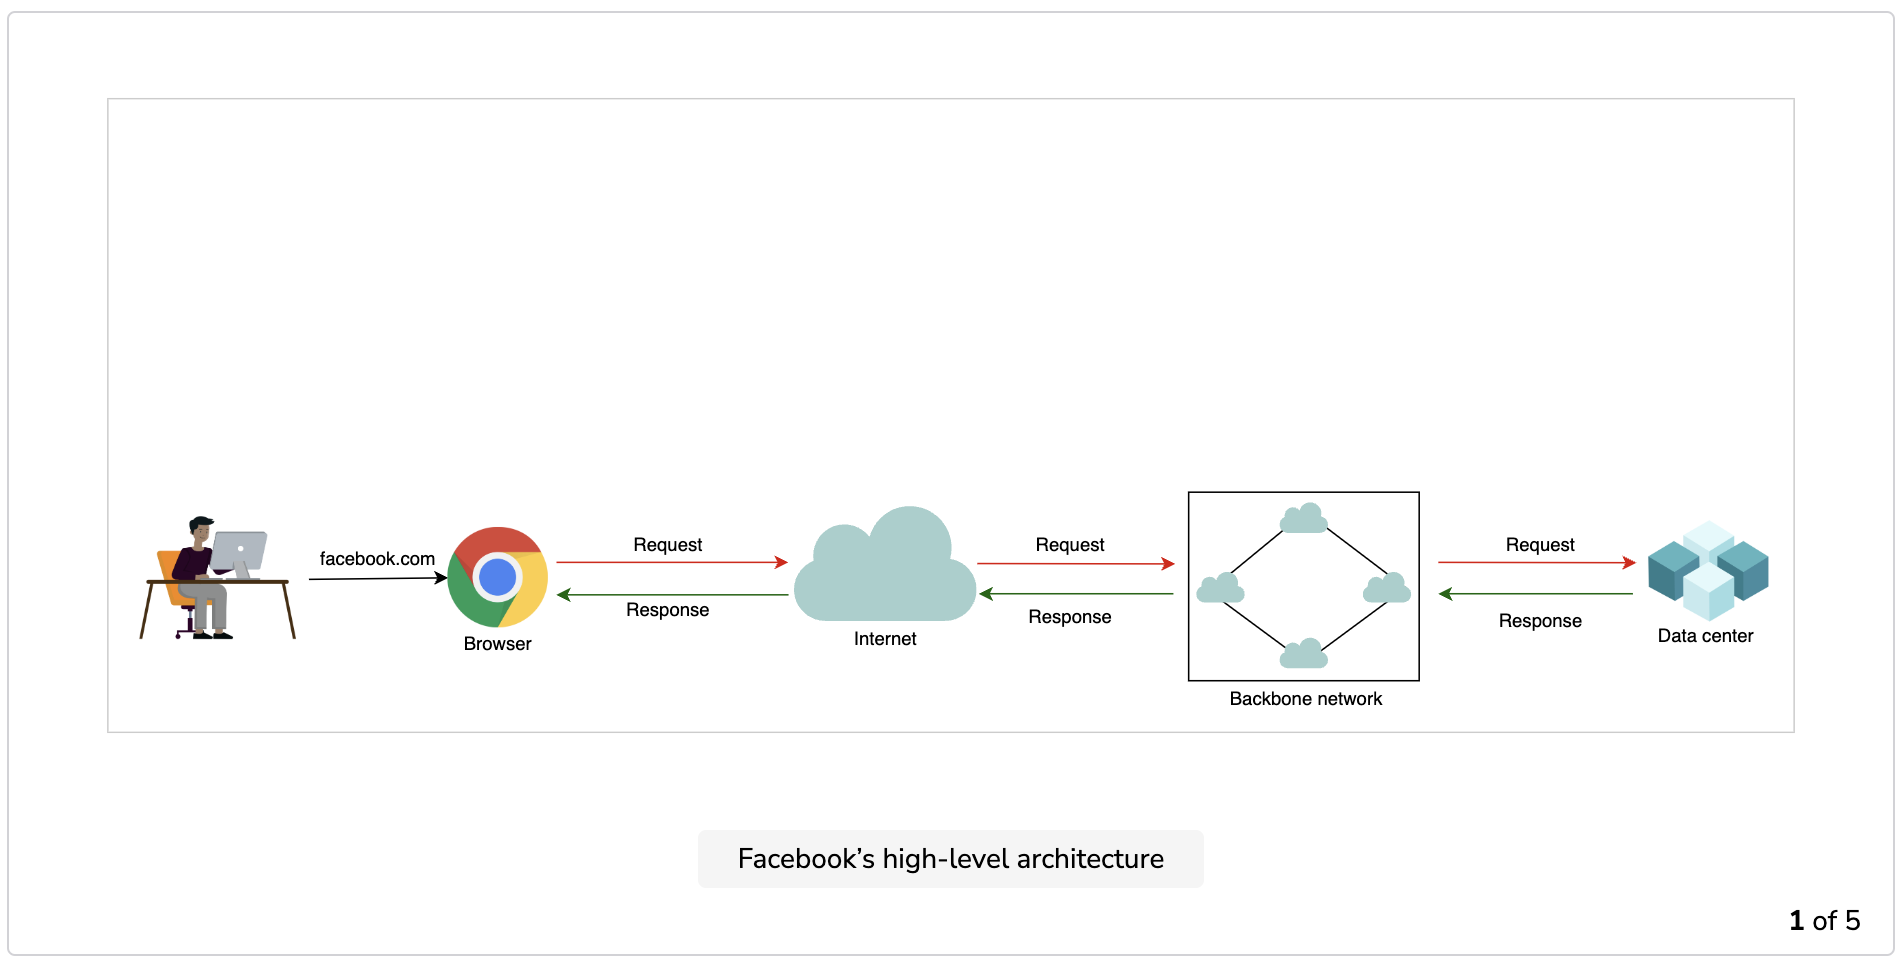 facebook.com
Request
Request
Request
Response
Response
Response
Browser
Internet
Data center
Backbone network
Facebook’s high-level architecture
1 of 5